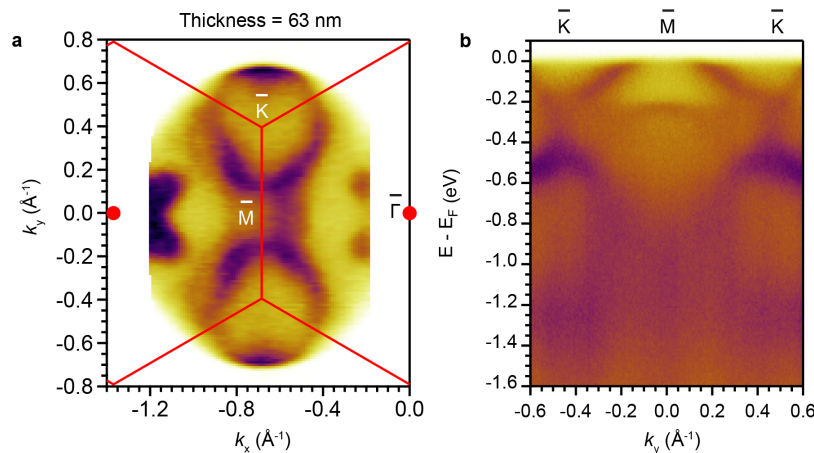 Thickness = 63 nm
a
0.8
0.6
0.4
0.2
0.0
-0.2
-0.4
-0.6
-0.8
k_y (Å⁻¹)
K̅
M̅
Γ̅
-1.2
-0.8
-0.4
0.0
k_x (Å⁻¹)
b
K̅ M̅ K̅
0.0
-0.2
-0.4
-0.6
-0.8
-1.0
-1.2
-1.4
-1.6
E - E_F (eV)
-0.6 -0.4 -0.2 0.0 0.2 0.4 0.6
k_y (Å⁻¹)